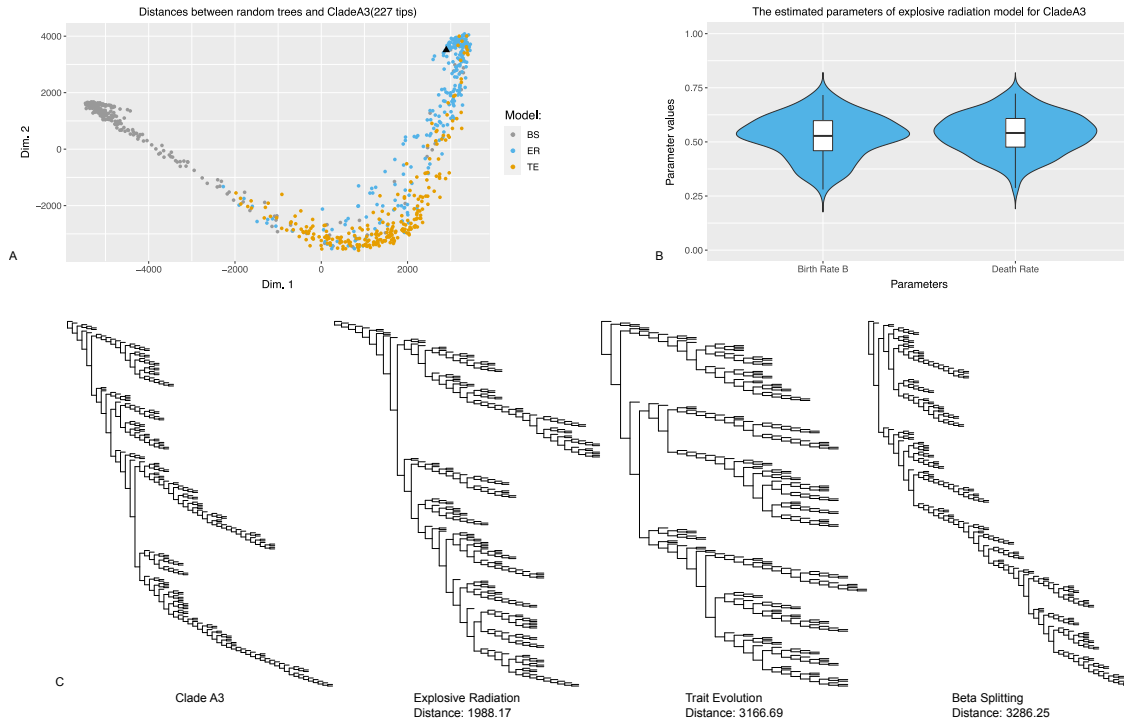 Distances between random trees and CladeA3(227 tips)
4000
2000
0
−2000
Dim. 2
−4000
−2000
0
2000
Dim. 1
Model:
BS
ER
TE
A
The estimated parameters of explosive radiation model for CladeA3
1.00
0.75
0.50
0.25
0.00
Parameter values
Birth Rate B
Death Rate
Parameters
B
C
Clade A3
Explosive Radiation
Distance: 1988.17
Trait Evolution
Distance: 3166.69
Beta Splitting
Distance: 3286.25